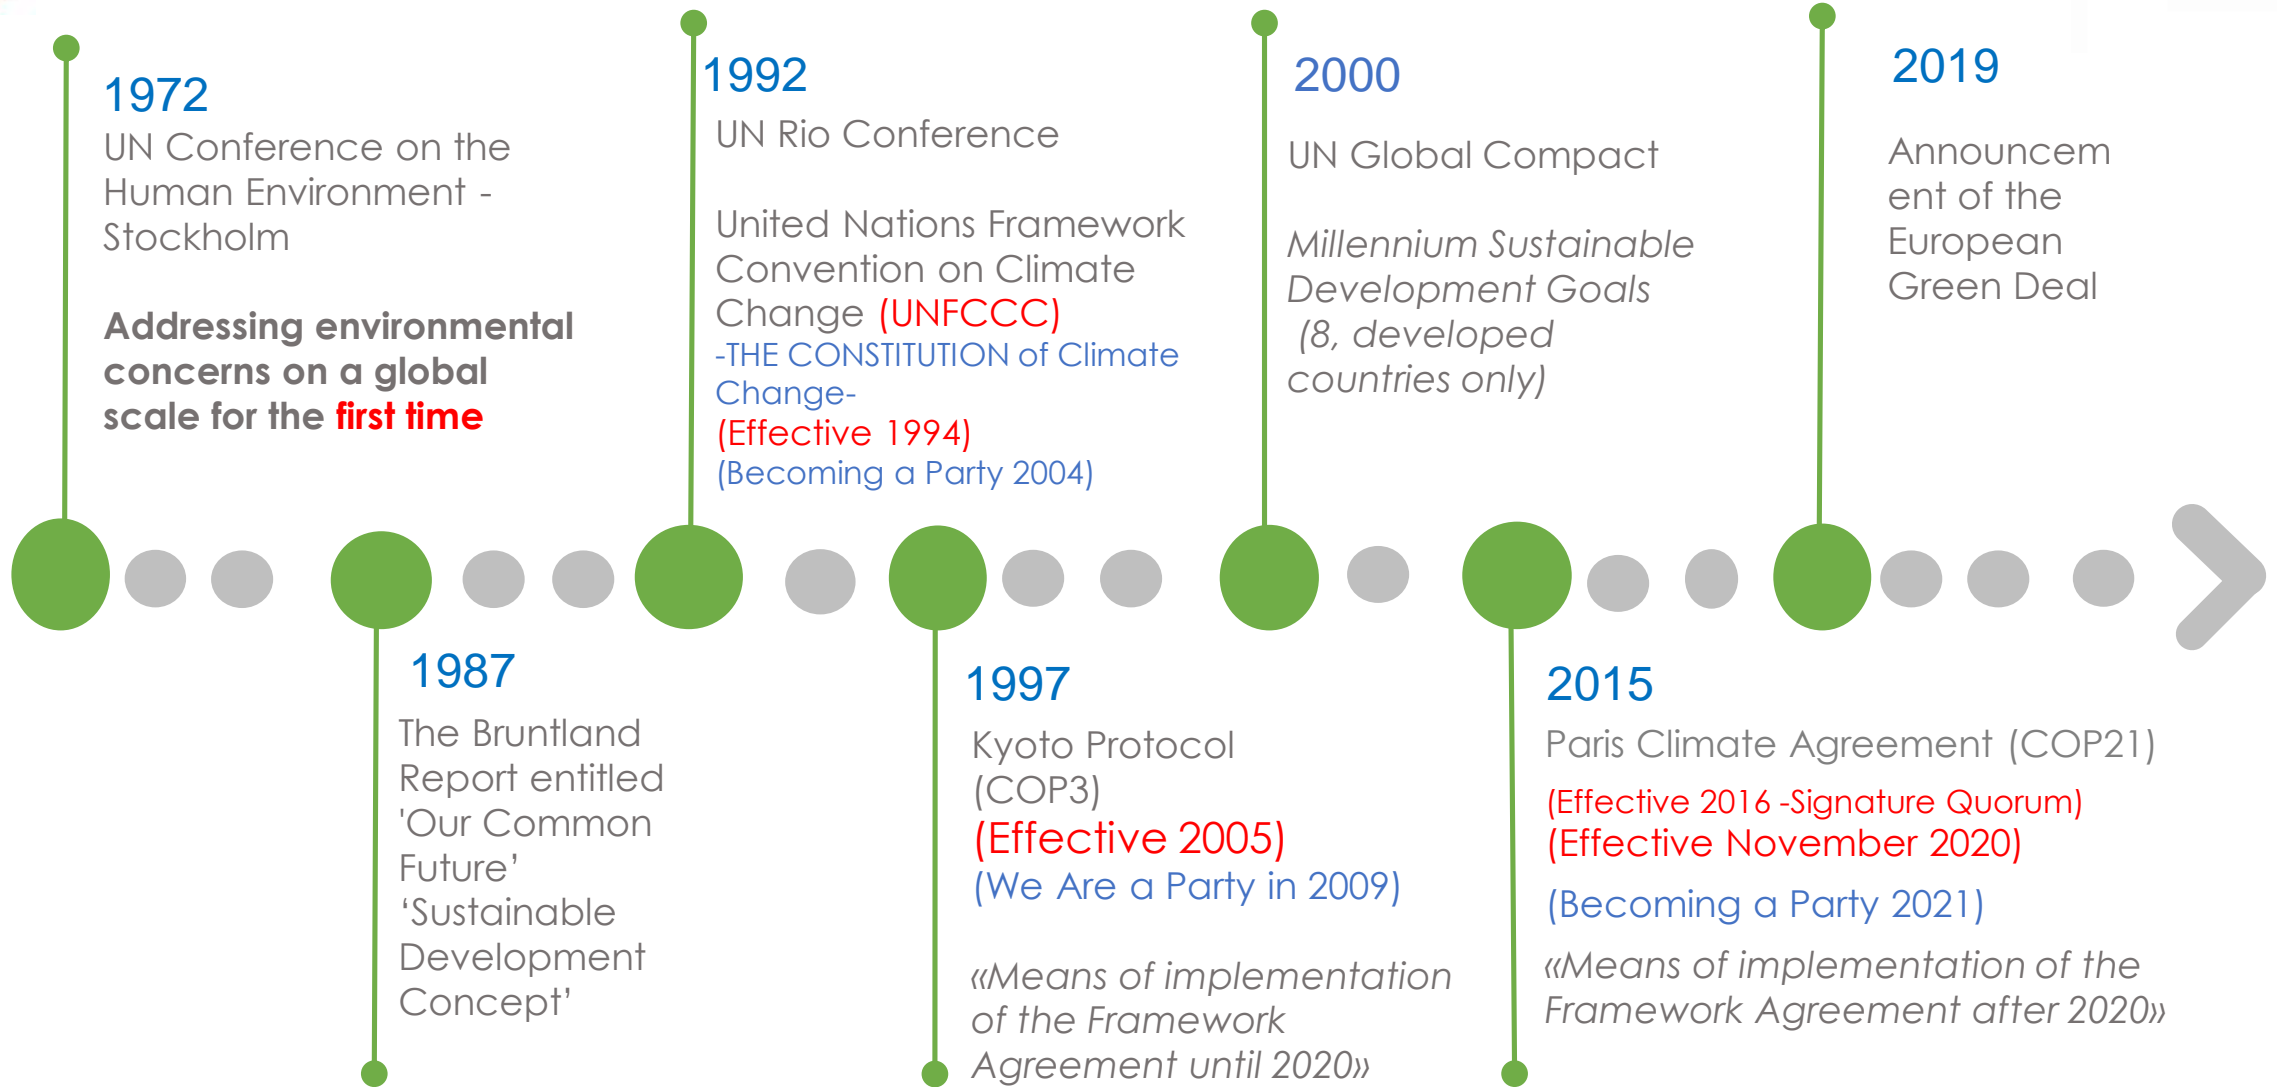 1972
UN Conference on the
Human Environment -
Stockholm
Addressing environmental
concerns on a global
scale for the first time
1987
The Bruntland
Report entitled
'Our Common
Future’
‘Sustainable
Development
Concept’
1992
UN Rio Conference
United Nations Framework
Convention on Climate
Change (UNFCCC)
-THE CONSTITUTION of Climate
Change-
(Effective 1994)
(Becoming a Party 2004)
1997
Kyoto Protocol
(COP3)
(Effective 2005)
(We Are a Party in 2009)
«Means of implementation
of the Framework
Agreement until 2020»
2000
UN Global Compact
Millennium Sustainable
Development Goals
(8, developed
countries only)
2015
Paris Climate Agreement (COP21)
(Effective 2016 -Signature Quorum)
(Effective November 2020)
(Becoming a Party 2021)
«Means of implementation of the
Framework Agreement after 2020»
2019
Announcem
ent of the
European
Green Deal